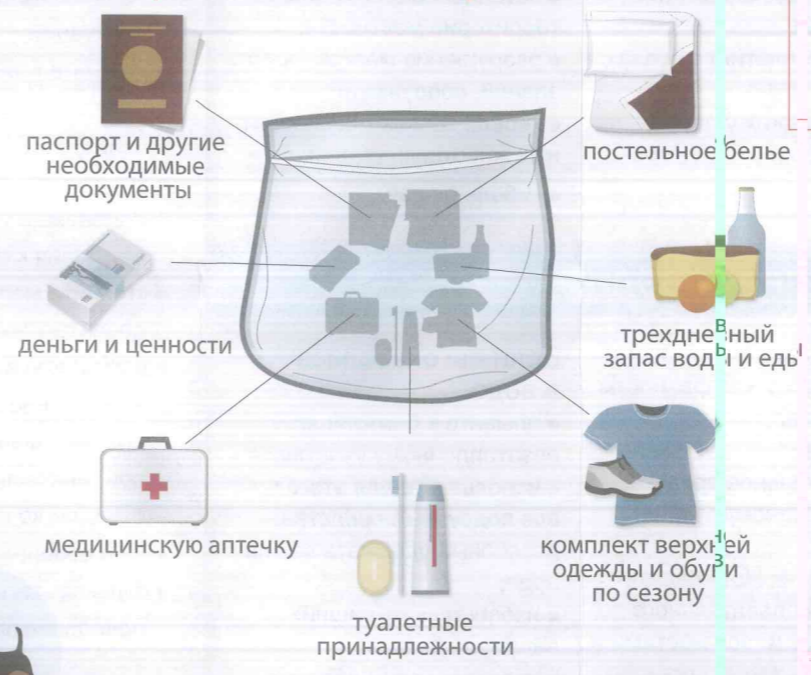 паспорт и другие
необходимые
документы
постельное белье
деньги и ценности
трехдневный
запас воды и еды
медицинскую аптечку
комплект верхней
одежды и обуви
по сезону
туалетные
принадлежности